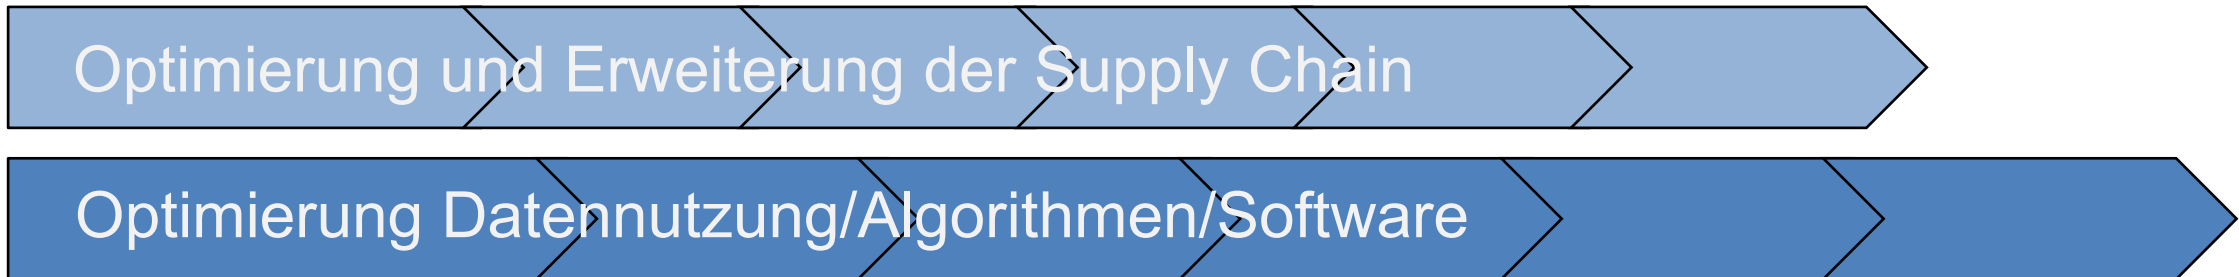 Optimierung und Erweiterung der Supply Chain
Optimierung Datennutzung/Algorithmen/Software